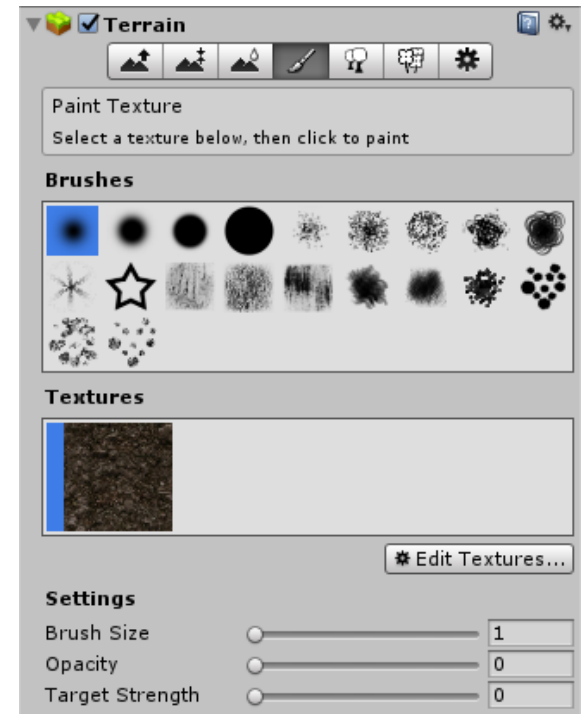 Terrain
Paint Texture
Select a texture below, then click to paint
Brushes
Textures
Edit Textures...
Settings
Brush Size 1
Opacity 0
Target Strength 0